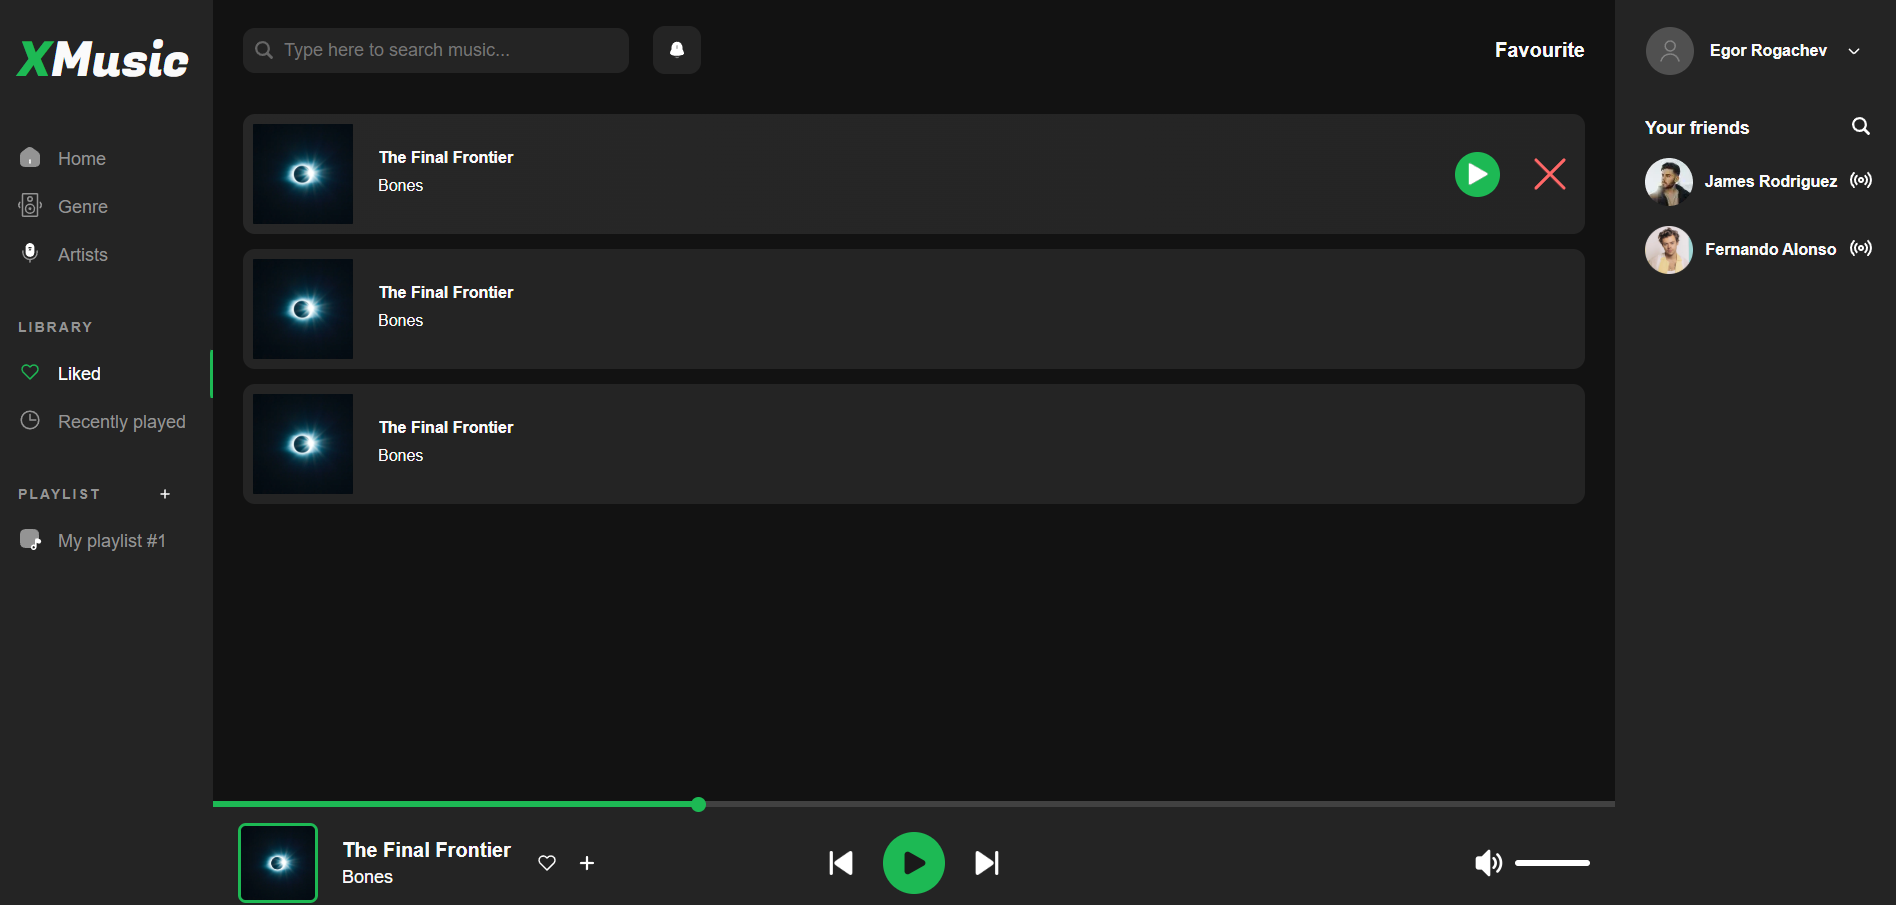 XMusic
Home
Genre
Artists
LIBRARY
Liked
Recently played
PLAYLIST +
My playlist #1
Type here to search music...
Favourite
The Final Frontier
Bones
The Final Frontier
Bones
The Final Frontier
Bones
The Final Frontier
Bones
Egor Rogachev
Your friends
James Rodriguez
Fernando Alonso